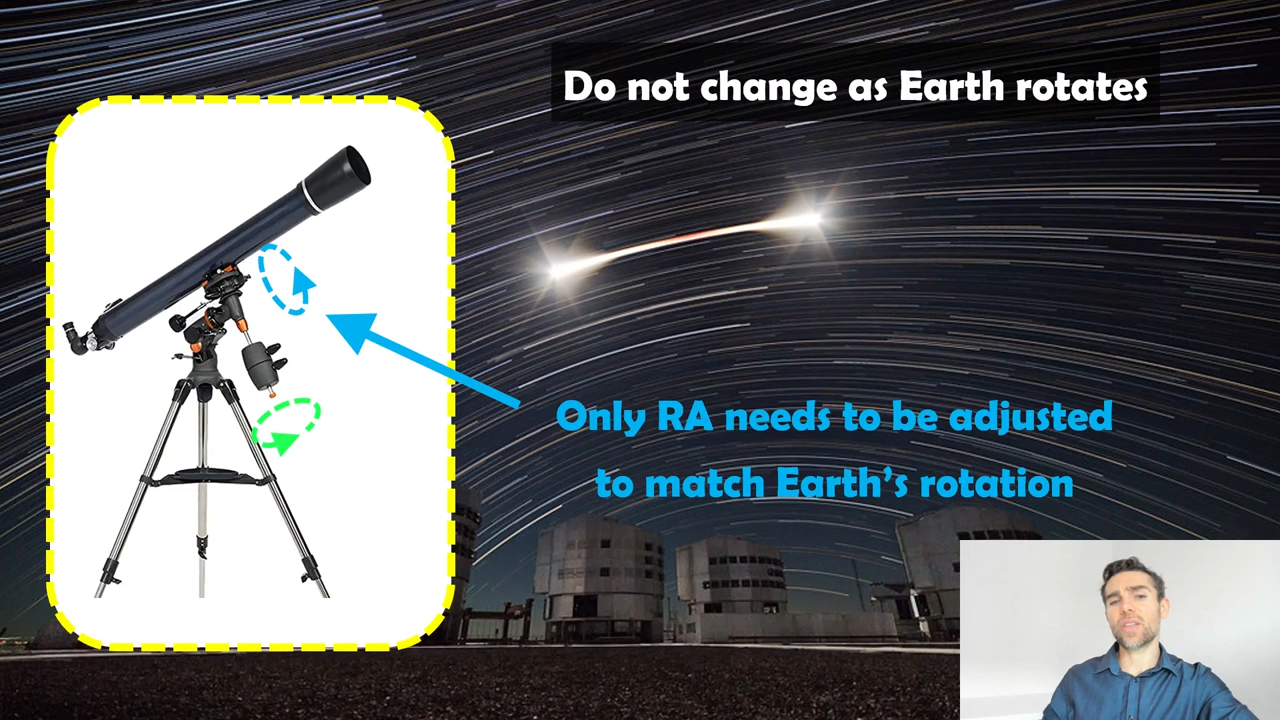 Do not change as Earth rotates
Only RA needs to be adjusted
to match Earth’s rotation